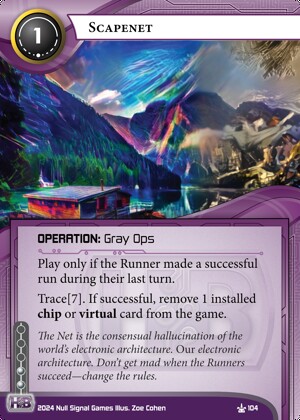 1
SCAPENET
OPERATION: Gray Ops
Play only if the Runner made a successful
run during their last turn.
Trace[7]. If successful, remove 1 installed
chip or virtual card from the game.
The Net is the consensual hallucination of the
world's electronic architecture. Our electronic
architecture. Don't get mad when the Runners
succeed—change the rules.
HB
2024 Null Signal Games Illus. Zoe Cohen
104